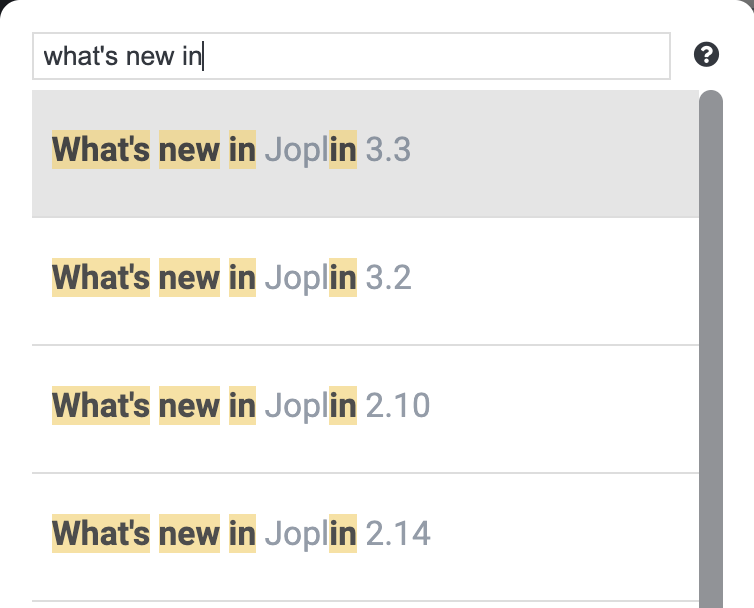 what's new in
?
What's new in Joplin 3.3
What's new in Joplin 3.2
What's new in Joplin 2.10
What's new in Joplin 2.14